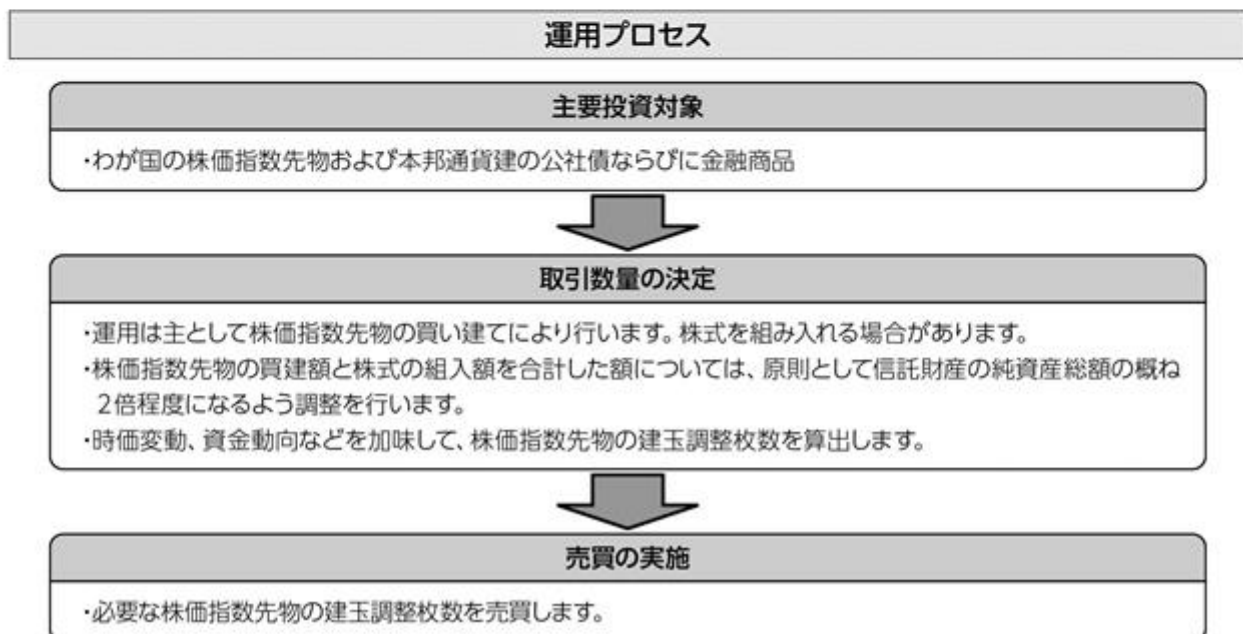 運用プロセス
主要投資対象
・わが国の株価指数先物および本邦通貨建の公社債ならびに金融商品
取引数量の決定
・運用は主として株価指数先物の買い建てにより行います。株式を組み入れる場合があります。
・株価指数先物の買建額と株式の組入額を合計した額については、原則として信託財産の純資産総額の概ね
2倍程度になるよう調整を行います。
・時価変動、資金動向などを加味して、株価指数先物の建玉調整枚数を算出します。
売買の実施
・必要な株価指数先物の建玉調整枚数を売買します。